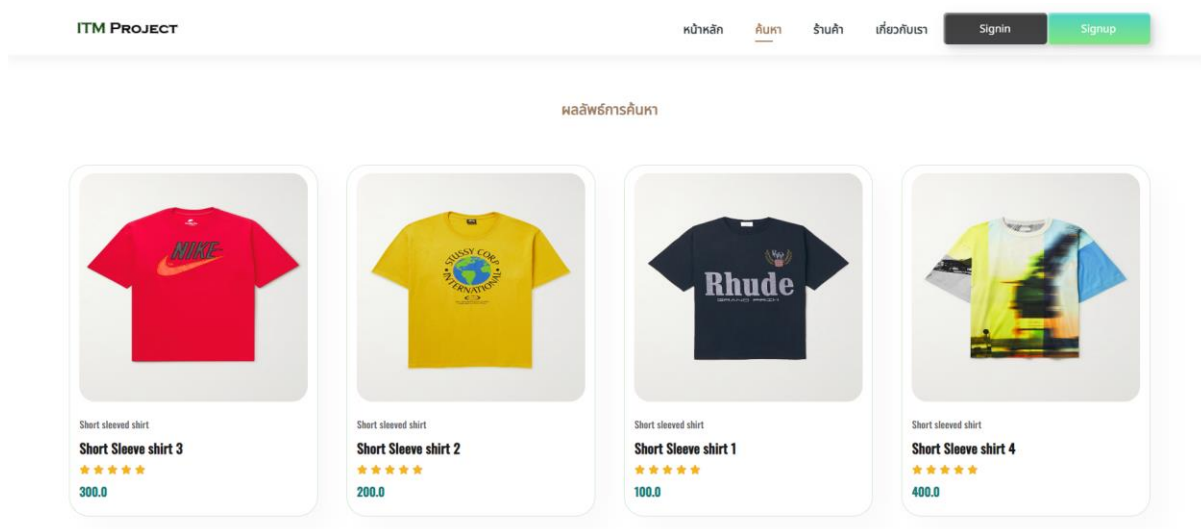 ITM PROJECT
หน้าหลัก ค้นหา ร้านค้า เกี่ยวกับเรา Signin Signup
ผลลัพธ์การค้นหา
NIKE
STUSSY CORP
INTERNATIONAL
Rhude
GRAND PRIX
Short sleeved shirt
Short Sleeve shirt 3
300.0
Short sleeved shirt
Short Sleeve shirt 2
200.0
Short sleeved shirt
Short Sleeve shirt 1
100.0
Short sleeved shirt
Short Sleeve shirt 4
400.0